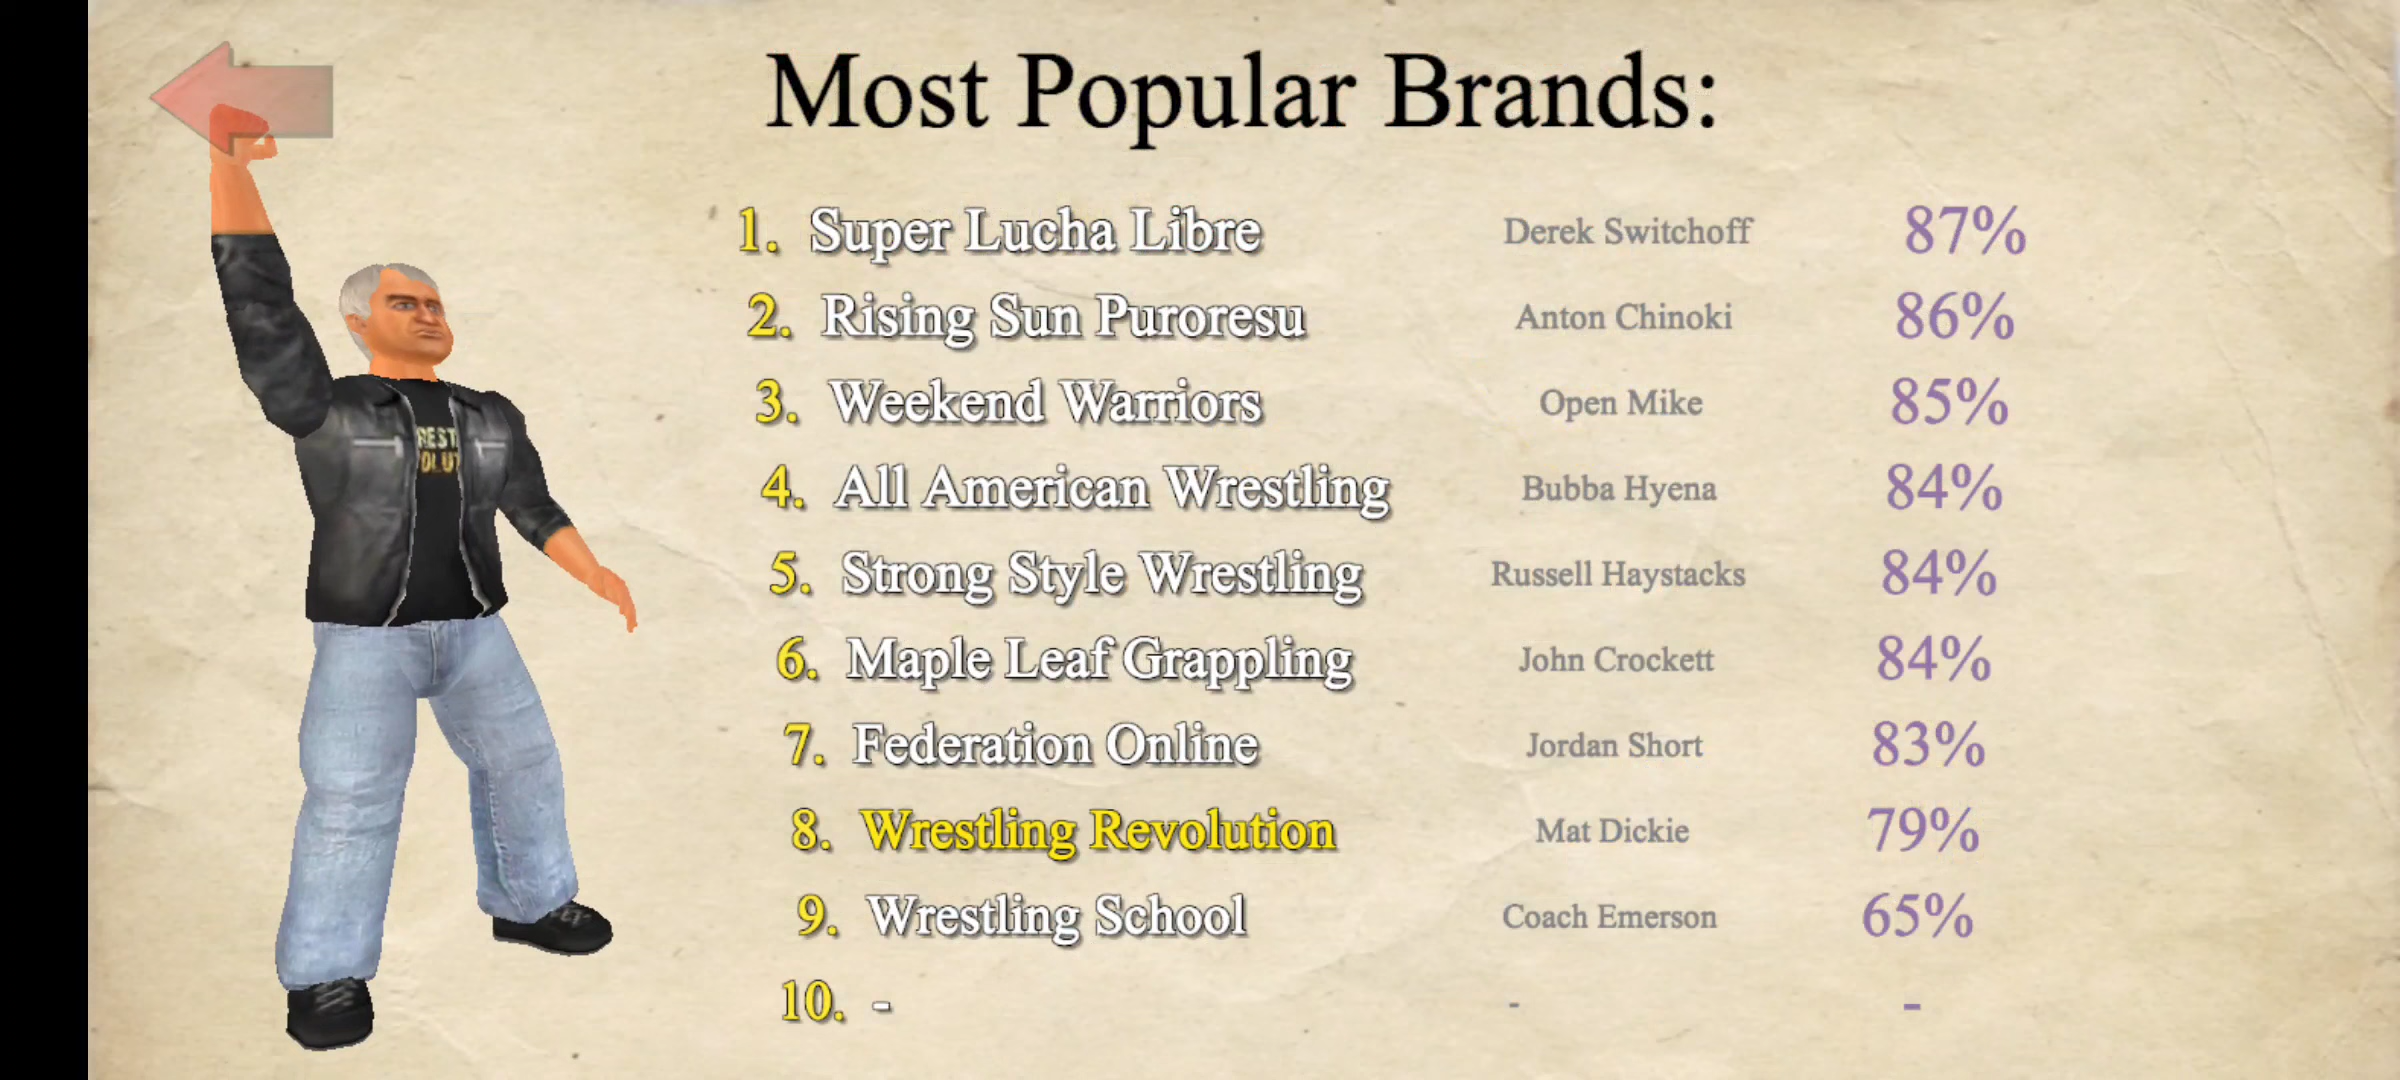 Most Popular Brands:
1. Super Lucha Libre Derek Switchoff 87%
2. Rising Sun Puroresu Anton Chinoki 86%
3. Weekend Warriors Open Mike 85%
4. All American Wrestling Bubba Hyena 84%
5. Strong Style Wrestling Russell Haystacks 84%
6. Maple Leaf Grappling John Crockett 84%
7. Federation Online Jordan Short 83%
8. Wrestling Revolution Mat Dickie 79%
9. Wrestling School Coach Emerson 65%
10. - - -
REST
OLUT